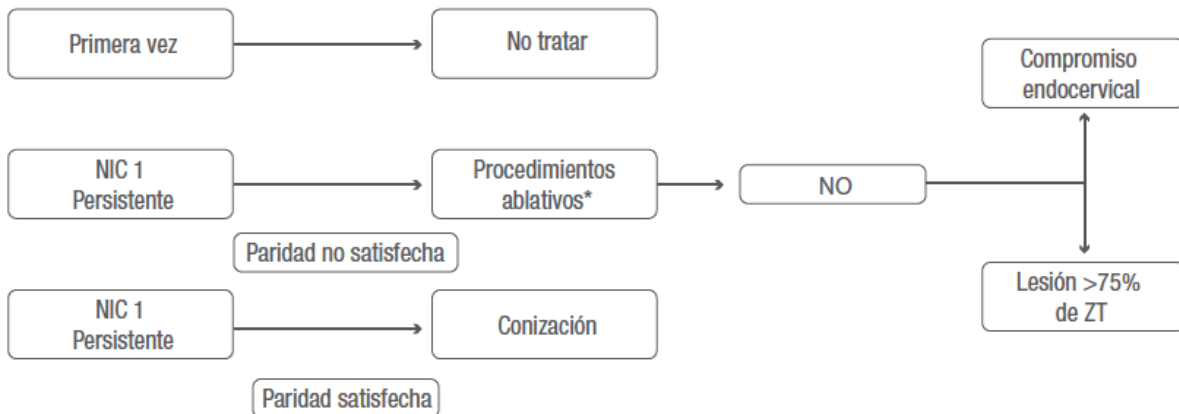 Primera vez
No tratar
Compromiso
endocervical
NIC 1
Persistente
Procedimientos
ablativos*
NO
Paridad no satisfecha
Lesión >75%
de ZT
NIC 1
Persistente
Conización
Paridad satisfecha